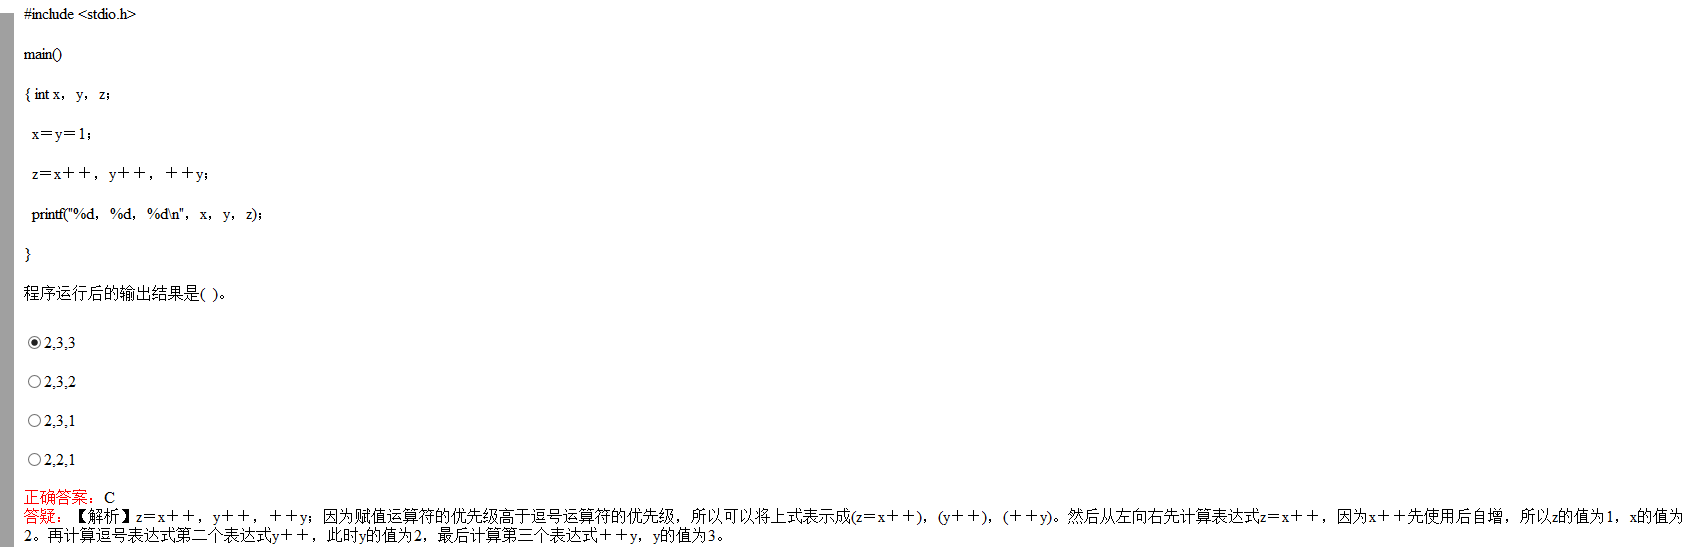 #include <stdio.h>
main()
{ int x，y，z；
x＝y＝1；
z＝x＋＋，y＋＋，＋＋y；
printf("%d，%d，%d\n"，x，y，z)；
}
程序运行后的输出结果是( )。
2,3,3
2,3,2
2,3,1
2,2,1
正确答案：C
答疑：【解析】z＝x＋＋，y＋＋，＋＋y；因为赋值运算符的优先级高于逗号运算符的优先级，所以可以将上式表示成(z＝x＋＋)，(y＋＋)，(＋＋y)。然后从左向右先计算表达式z＝x＋＋，因为x＋＋先使用后自增，所以z的值为1，x的值为
2。再计算逗号表达式第二个表达式y＋＋，此时y的值为2，最后计算第三个表达式＋＋y，y的值为3。